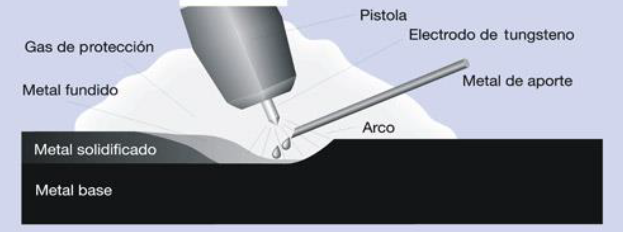 Pistola
Electrodo de tungsteno
Gas de protección
Metal de aporte
Metal fundido
Arco
Metal solidificado
Metal base